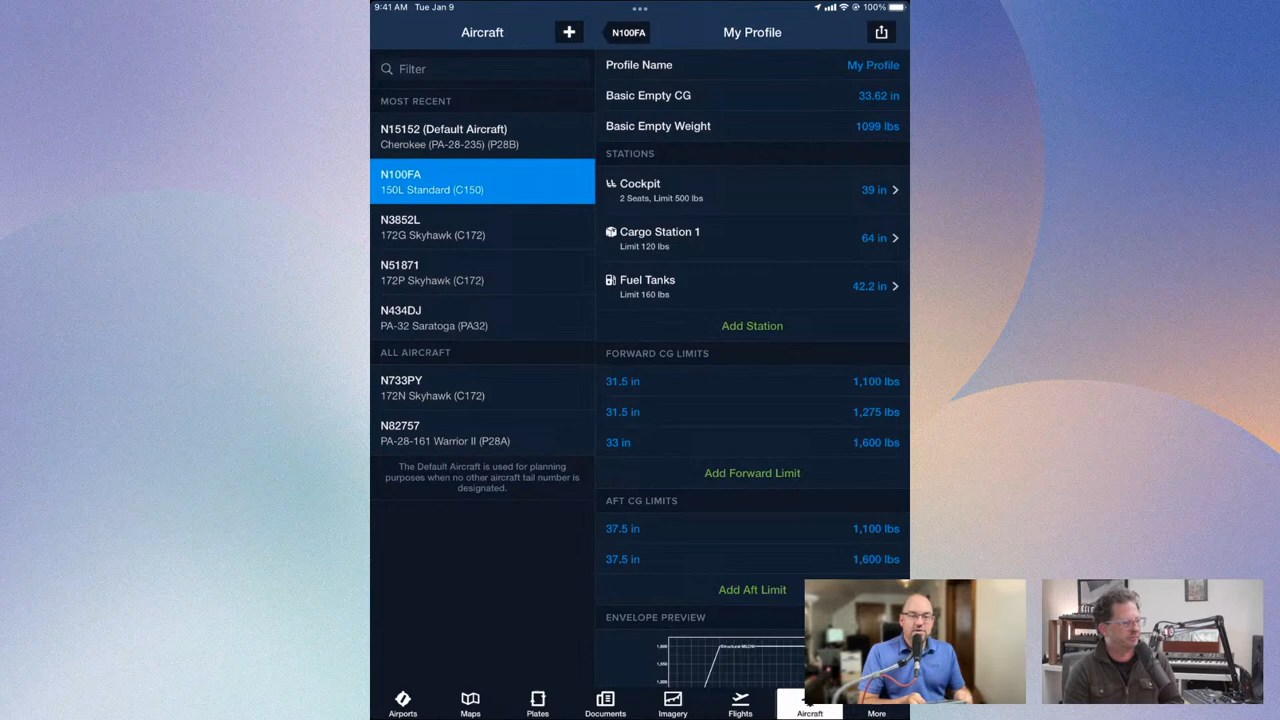 9:41 AM Tue Jan 9
100%
Aircraft
N100FA
My Profile
Filter
MOST RECENT
N15152 (Default Aircraft)
Cherokee (PA-28-235) (P28B)
N100FA
150L Standard (C150)
N3852L
172G Skyhawk (C172)
N51871
172P Skyhawk (C172)
N434DJ
PA-32 Saratoga (PA32)
ALL AIRCRAFT
N733PY
172N Skyhawk (C172)
N82757
PA-28-161 Warrior II (P28A)
The Default Aircraft is used for planning
purposes when no other aircraft tail number is
designated.
Profile Name My Profile
Basic Empty CG 33.62 in
Basic Empty Weight 1099 lbs
STATIONS
Cockpit 39 in
2 Seats, Limit 500 lbs
Cargo Station 1 64 in
Limit 120 lbs
Fuel Tanks 42.2 in
Limit 160 lbs
Add Station
FORWARD CG LIMITS
31.5 in 1,100 lbs
31.5 in 1,275 lbs
33 in 1,600 lbs
Add Forward Limit
AFT CG LIMITS
37.5 in 1,100 lbs
37.5 in 1,600 lbs
Add Aft Limit
ENVELOPE PREVIEW
Airports
Maps
Plates
Documents
Imagery
Flights
Aircraft
More